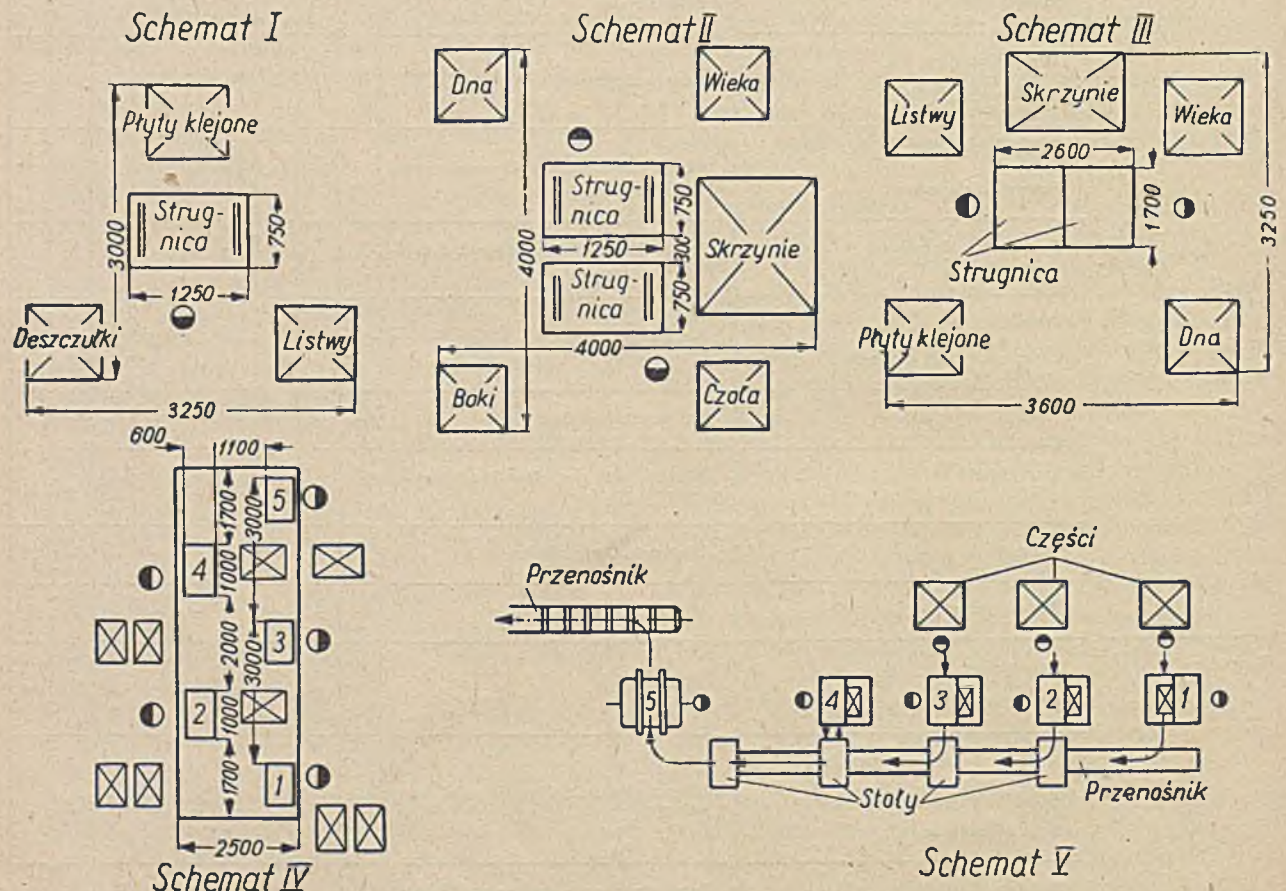 Schemat I
Płyty klejone
Strug-
nica
750
3000
1250
Deszczułki
Listwy
3250
Schemat II
Dna
Wieka
Strug-
nica
750
1250
300
4000
Strug-
nica
750
Skrzynie
4000
Boki
Czoła
Schemat III
Listwy
Skrzynie
Wieka
2600
1700
3250
Strugnica
Płyty klejone
Dna
3600
600
1100
1700
3000
5
4
1000
2000
3
3000
2
1000
1700
1
2500
Schemat IV
Części
Przenośnik
5
4
3
2
1
Stoły
Przenośnik
Schemat V